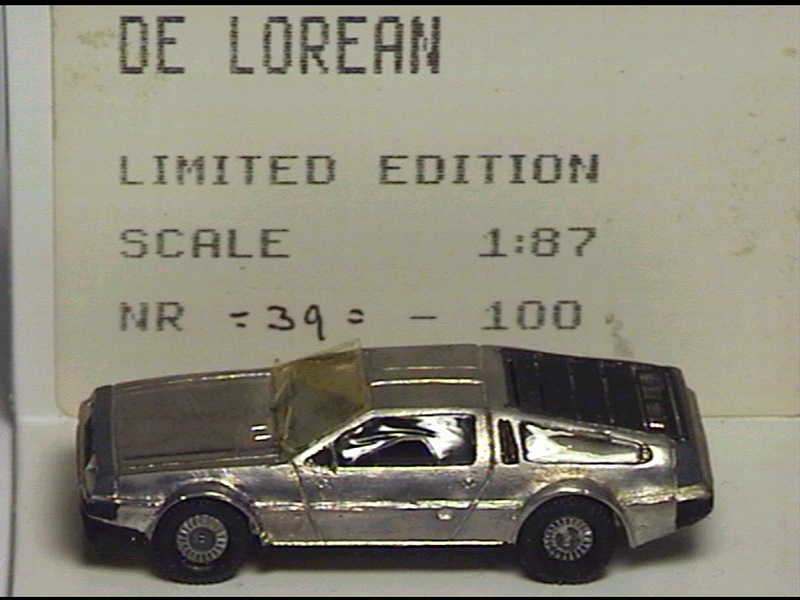 DE LOREAN
LIMITED EDITION
SCALE 1:87
NR =39= - 100